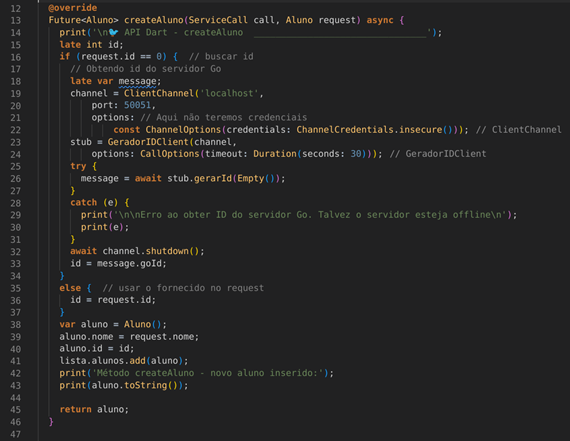 12 @override
13 Future<Aluno> createAluno(ServiceCall call, Aluno request) async {
14 print('\n🐦 API Dart - createAluno ______________________________');
15 late int id;
16 if (request.id == 0) { // buscar id
17 // Obtendo id do servidor Go
18 late var message;
19 channel = ClientChannel('localhost',
20 port: 50051,
21 options: // Aqui não teremos credenciais
22 const ChannelOptions(credentials: ChannelCredentials.insecure())); // ClientChannel
23 stub = GeradorIDClient(channel,
24 options: CallOptions(timeout: Duration(seconds: 30))); // GeradorIDClient
25 try {
26 message = await stub.gerarId(Empty());
27 }
28 catch (e) {
29 print('\n\nErro ao obter ID do servidor Go. Talvez o servidor esteja offline\n');
30 print(e);
31 }
32 await channel.shutdown();
33 id = message.goId;
34 }
35 else { // usar o fornecido no request
36 id = request.id;
37 }
38 var aluno = Aluno();
39 aluno.nome = request.nome;
40 aluno.id = id;
41 lista.alunos.add(aluno);
42 print('Método createAluno - novo aluno inserido:');
43 print(aluno.toString());
44
45 return aluno;
46 }
47